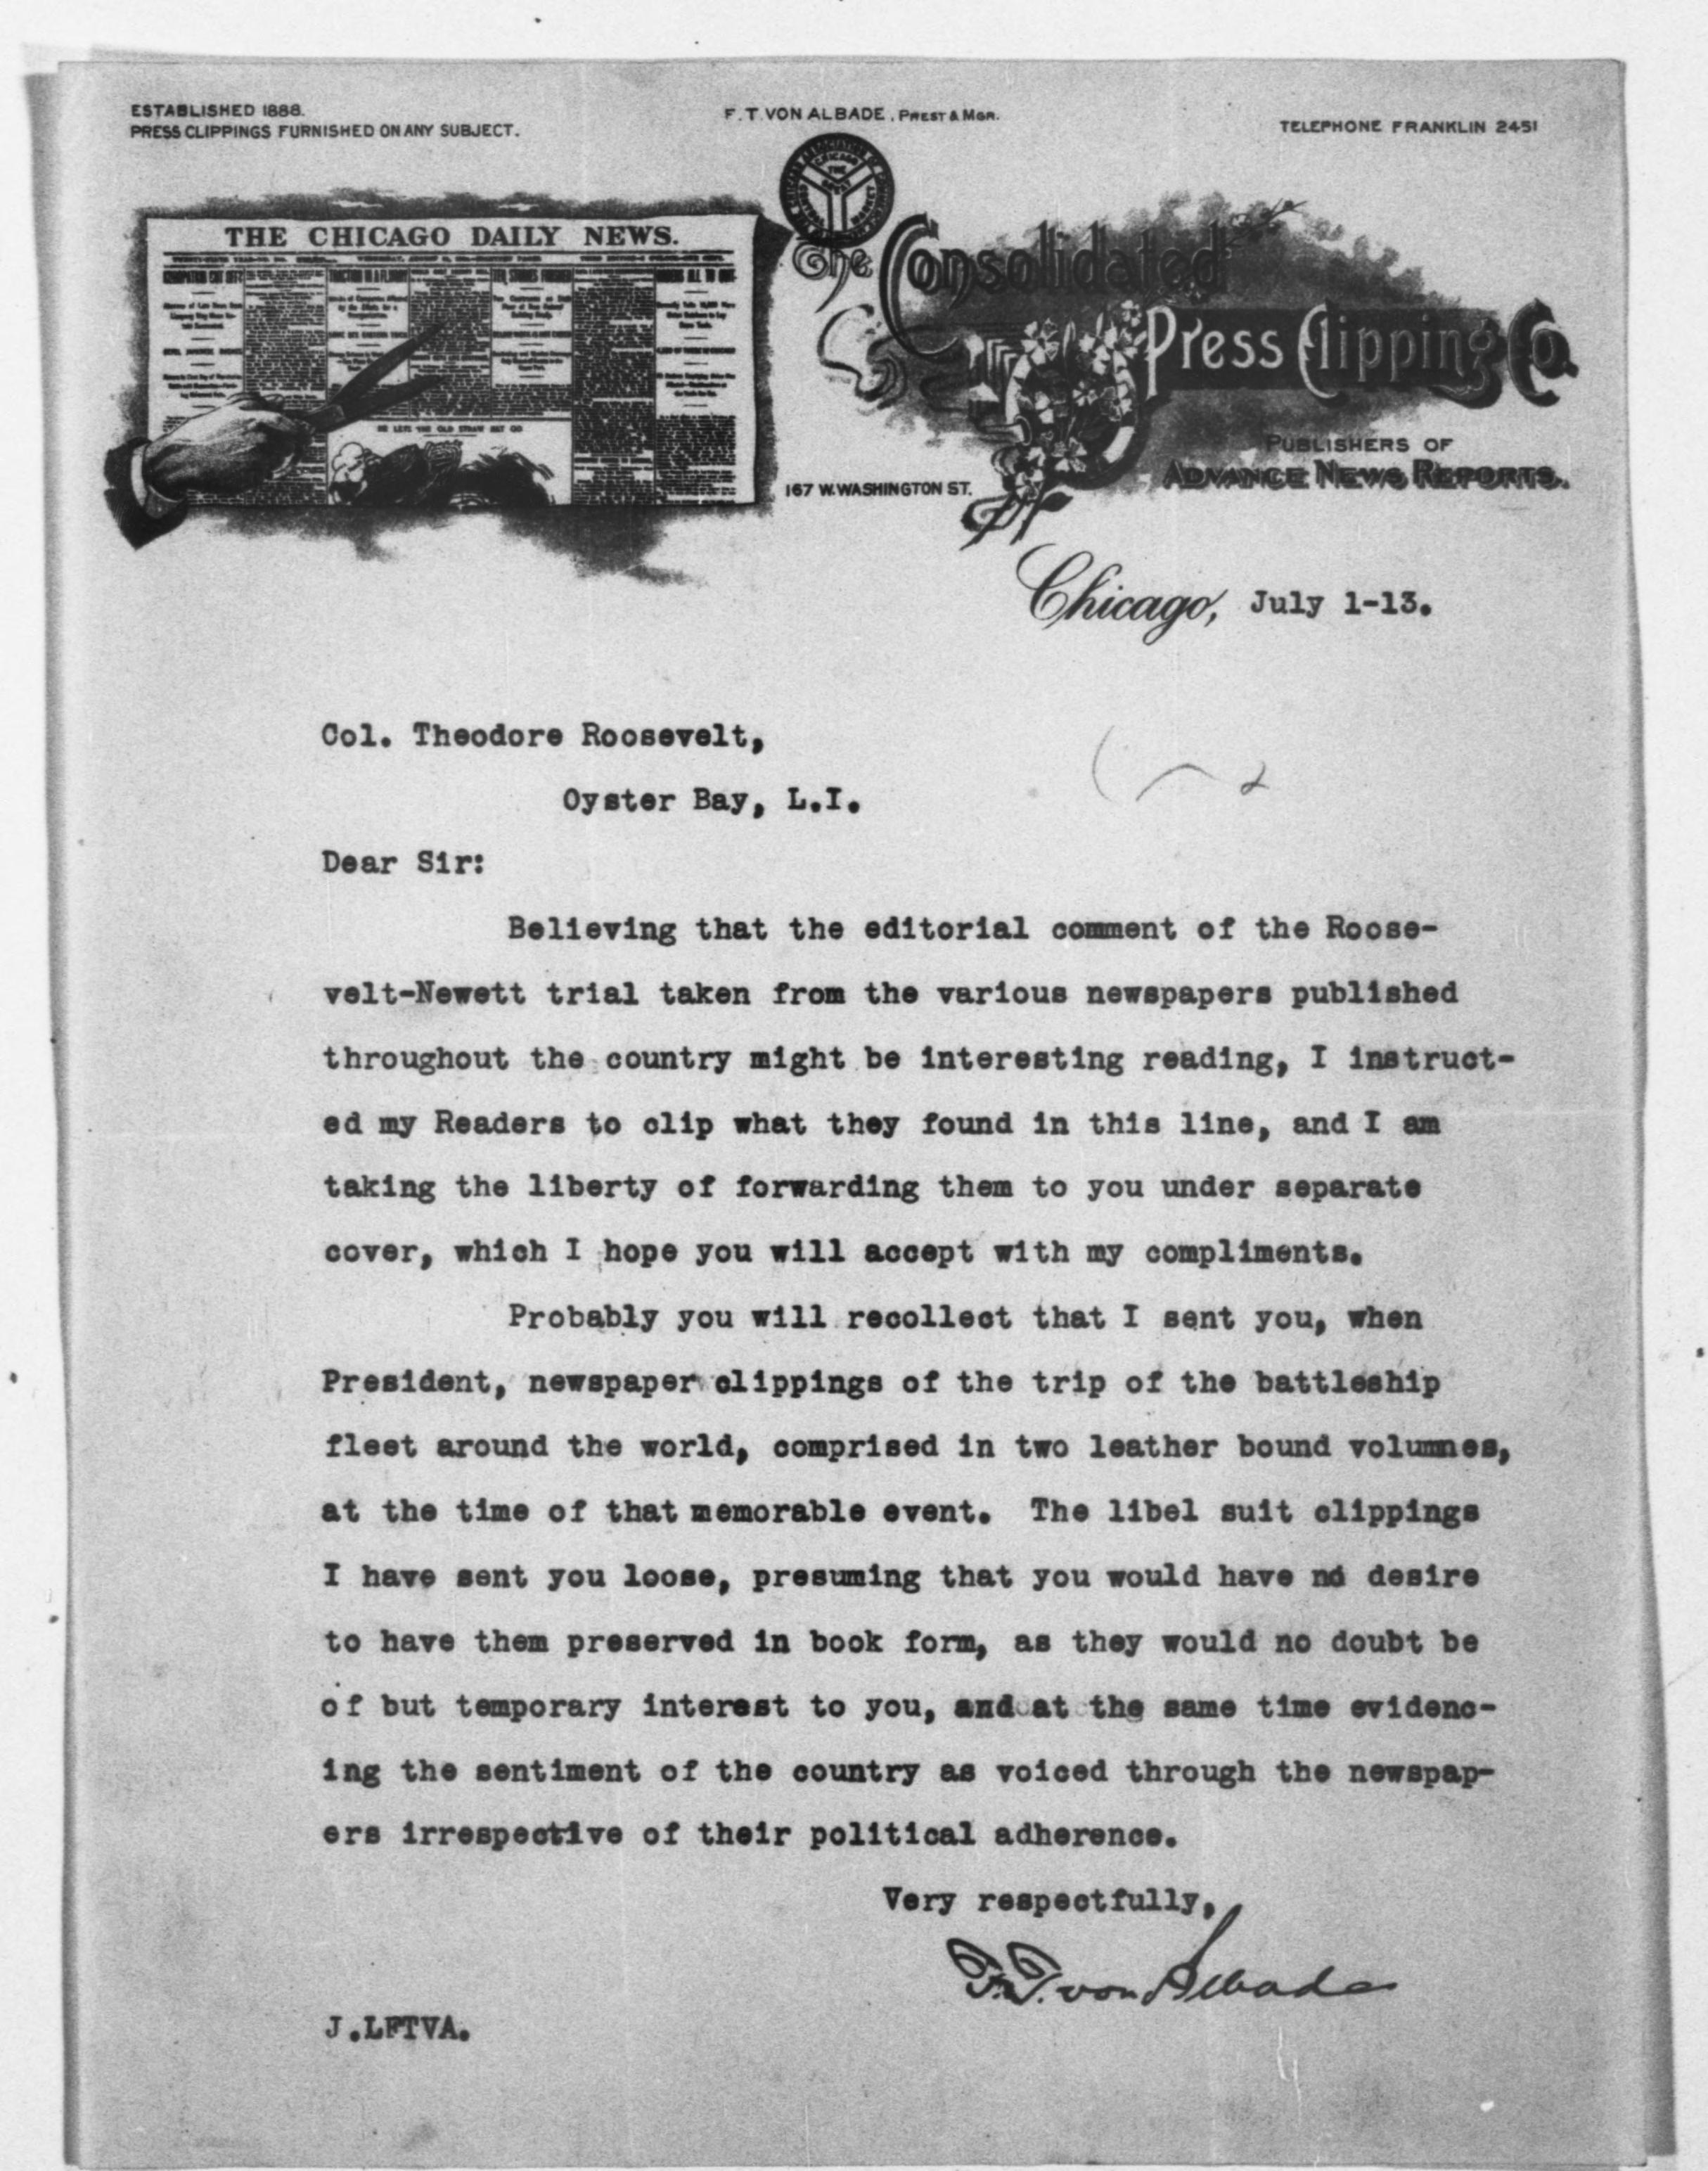 ESTABLISHED 1888.
PRESS CLIPPINGS FURNISHED ON ANY SUBJECT.
F. T. VON ALBADE, PREST & MGR.
TELEPHONE FRANKLIN 2451
THE CHICAGO DAILY NEWS.
HE LETS THE OLD STRAW HAT GO
The Consolidated
Press Clipping Co.
PUBLISHERS OF
ADVANCE NEWS REPORTS.
167 W. WASHINGTON ST.
Chicago, July 1-13.
Col. Theodore Roosevelt,
Oyster Bay, L.I.
Dear Sir:
Believing that the editorial comment of the Roose-
velt-Newett trial taken from the various newspapers published
throughout the country might be interesting reading, I instruct-
ed my Readers to clip what they found in this line, and I am
taking the liberty of forwarding them to you under separate
cover, which I hope you will accept with my compliments.
Probably you will recollect that I sent you, when
President, newspaper clippings of the trip of the battleship
fleet around the world, comprised in two leather bound volumnes,
at the time of that memorable event. The libel suit clippings
I have sent you loose, presuming that you would have no desire
to have them preserved in book form, as they would no doubt be
of but temporary interest to you, and at the same time evidenc-
ing the sentiment of the country as voiced through the newspap-
ers irrespective of their political adherence.
Very respectfully,
F.T. von Albade
J.LFTVA.